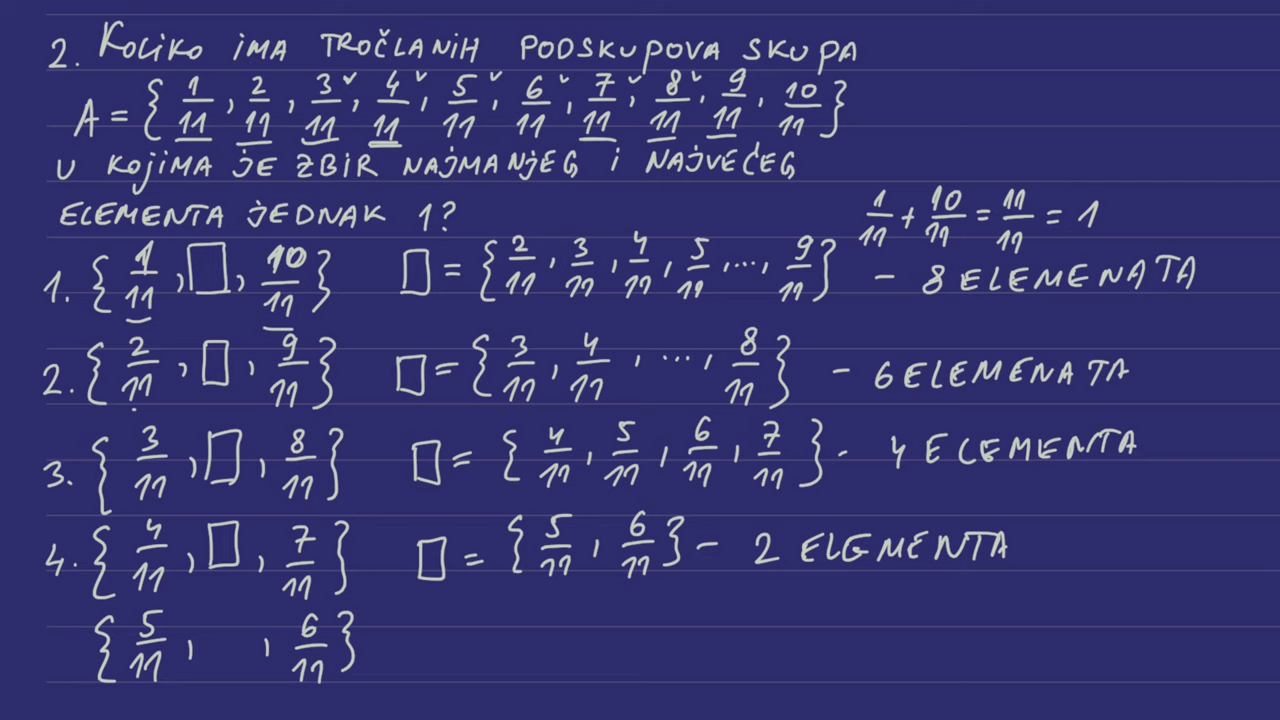 2. KOLIKO IMA TROČLANIH PODSKUPOVA SKUPA
A = { 1/11, 2/11, 3/11, 4/11, 5/11, 6/11, 7/11, 8/11, 9/11, 10/11 }
U KOJIMA JE ZBIR NAJMANJEG I NAJVEĆEG
ELEMENTA JEDNAK 1? 1/11 + 10/11 = 11/11 = 1
1. { 1/11, □, 10/11 } □ = { 2/11, 3/11, 4/11, 5/11, ..., 9/11 } - 8 ELEMENATA
2. { 2/11, □, 9/11 } □ = { 3/11, 4/11, ..., 8/11 } - 6 ELEMENATA
3. { 3/11, □, 8/11 } □ = { 4/11, 5/11, 6/11, 7/11 } - 4 ELEMENTA
4. { 4/11, □, 7/11 } □ = { 5/11, 6/11 } - 2 ELEMENTA
{ 5/11, , 6/11 }